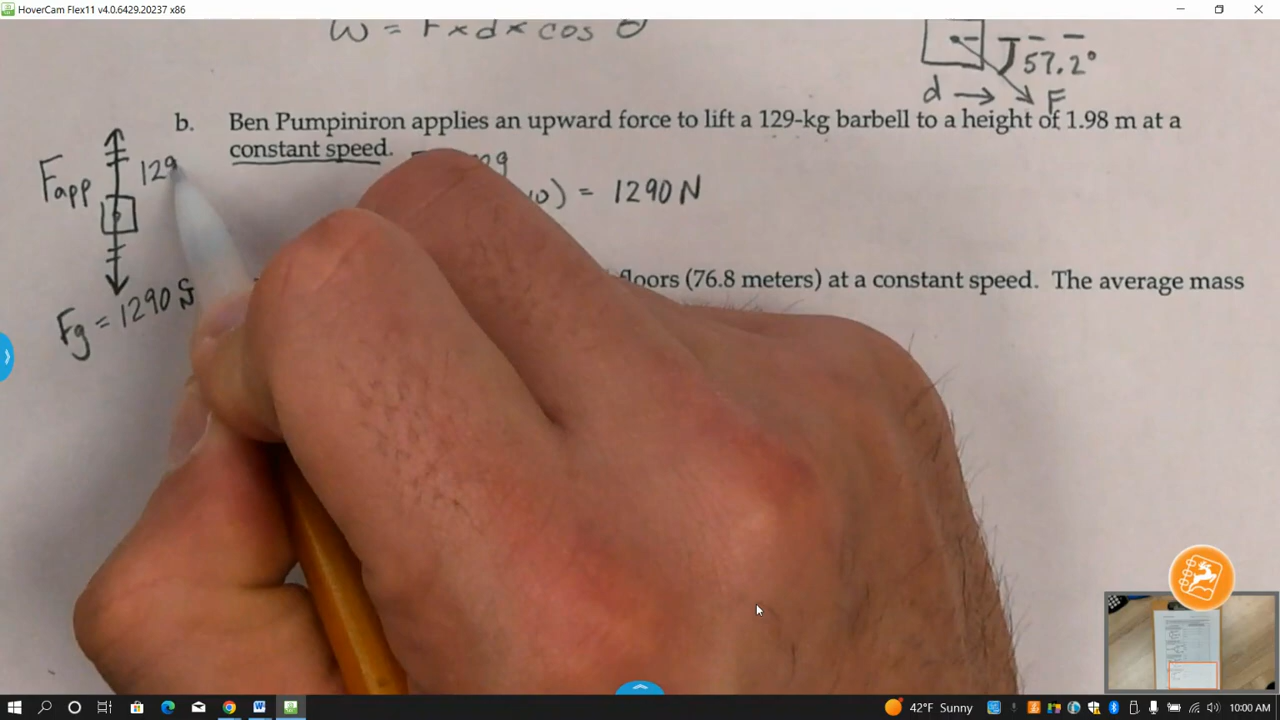 HoverCam Flex11 v4.0.6429.20237 x86
W = F × d × cos θ
57.2°
d → F
b. Ben Pumpiniron applies an upward force to lift a 129-kg barbell to a height of 1.98 m at a
constant speed.
Fapp 129
) = 1290 N
floors (76.8 meters) at a constant speed. The average mass
Fg = 1290 N
42°F Sunny 10:00 AM